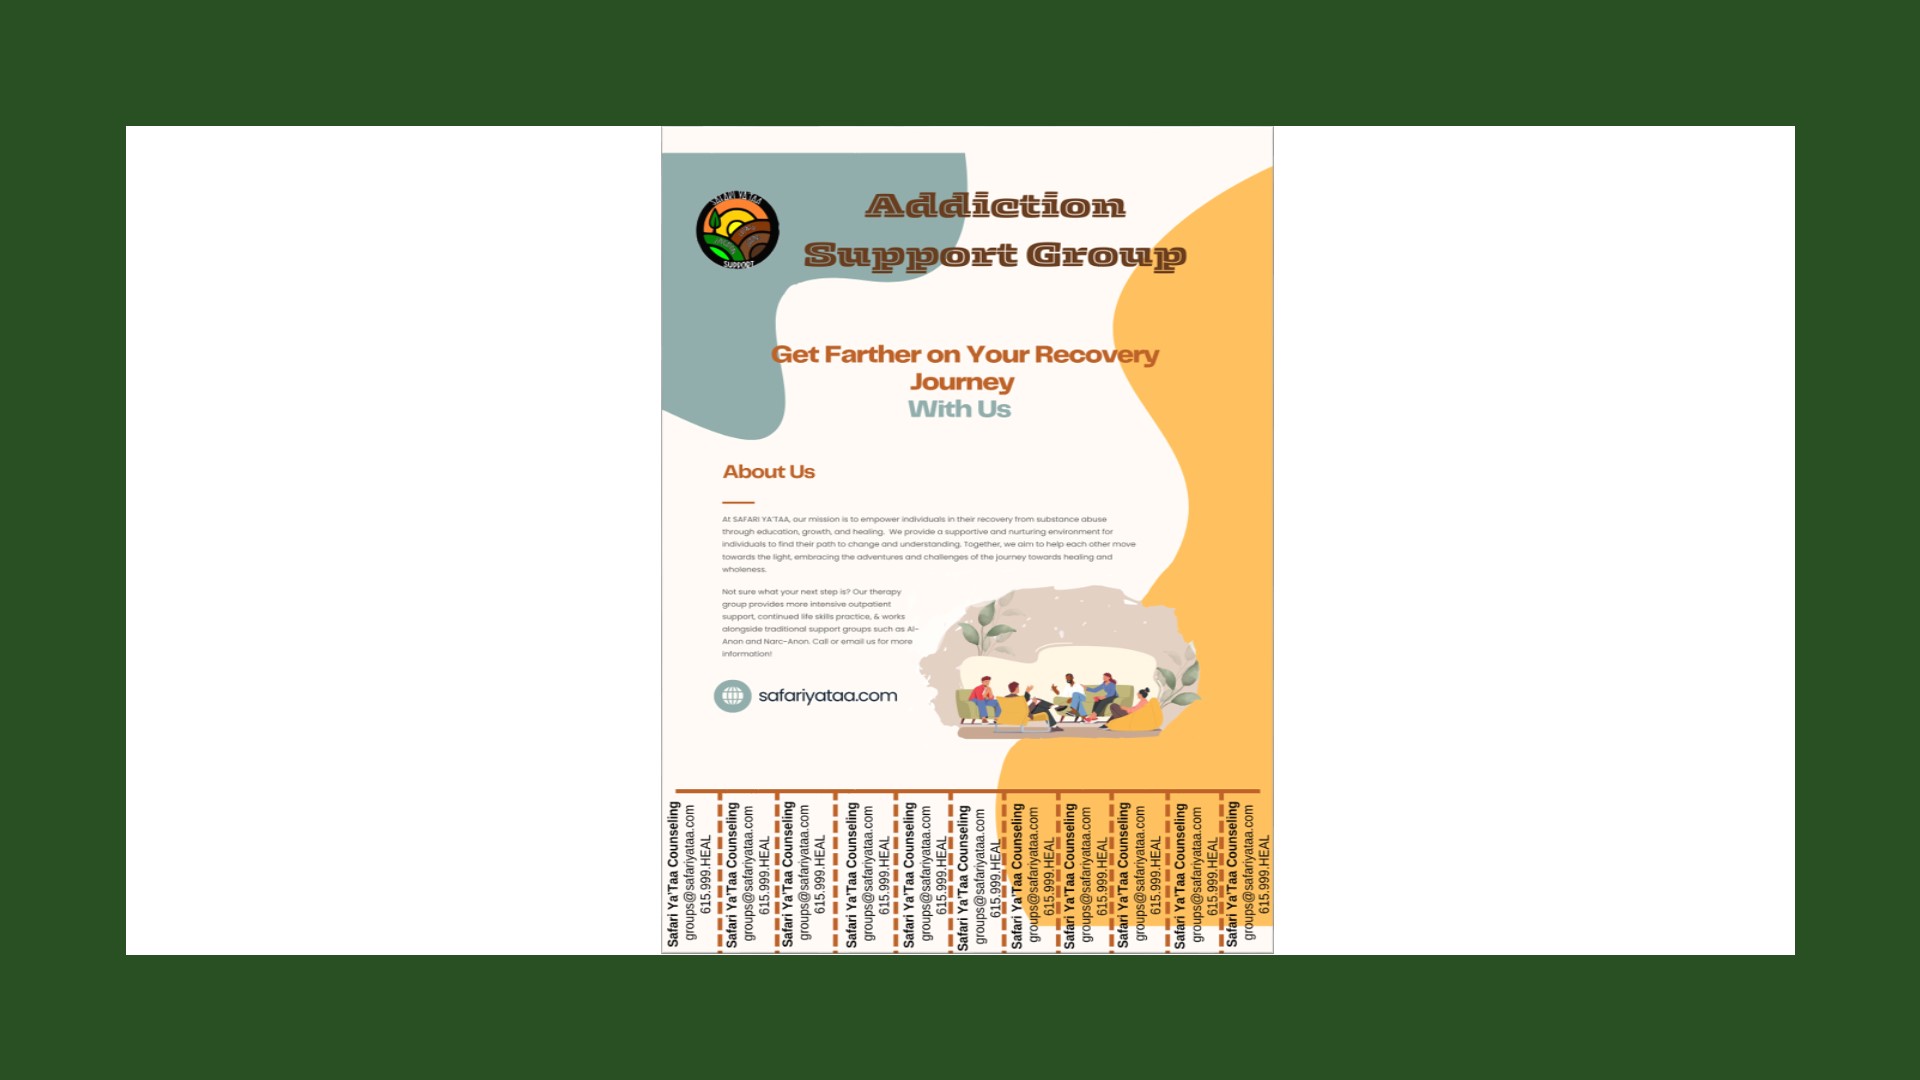 SAFARI YA'TAA
SUPPORT
Addiction
Support Group
Get Farther on Your Recovery
Journey
With Us
About Us
At SAFARI YA'TAA, our mission is to empower individuals in their recovery from substance abuse
through education, growth, and healing. We provide a supportive and nurturing environment for
individuals to find their path to change and understanding. Together, we aim to help each other move
towards the light, embracing the adventures and challenges of the journey towards healing and
wholeness.
Not sure what your next step is? Our therapy
group provides more intensive outpatient
support, continued life skills practice, & works
alongside traditional support groups such as Al-
Anon and Narc-Anon. Call or email us for more
information!
safariyataa.com
Safari Ya'Taa Counseling
groups@safariyataa.com
615.999.HEAL
Safari Ya'Taa Counseling
groups@safariyataa.com
615.999.HEAL
Safari Ya'Taa Counseling
groups@safariyataa.com
615.999.HEAL
Safari Ya'Taa Counseling
groups@safariyataa.com
615.999.HEAL
Safari Ya'Taa Counseling
groups@safariyataa.com
615.999.HEAL
Safari Ya'Taa Counseling
groups@safariyataa.com
615.999.HEAL
Safari Ya'Taa Counseling
groups@safariyataa.com
615.999.HEAL
Safari Ya'Taa Counseling
groups@safariyataa.com
615.999.HEAL
Safari Ya'Taa Counseling
groups@safariyataa.com
615.999.HEAL
Safari Ya'Taa Counseling
groups@safariyataa.com
615.999.HEAL
Safari Ya'Taa Counseling
groups@safariyataa.com
615.999.HEAL